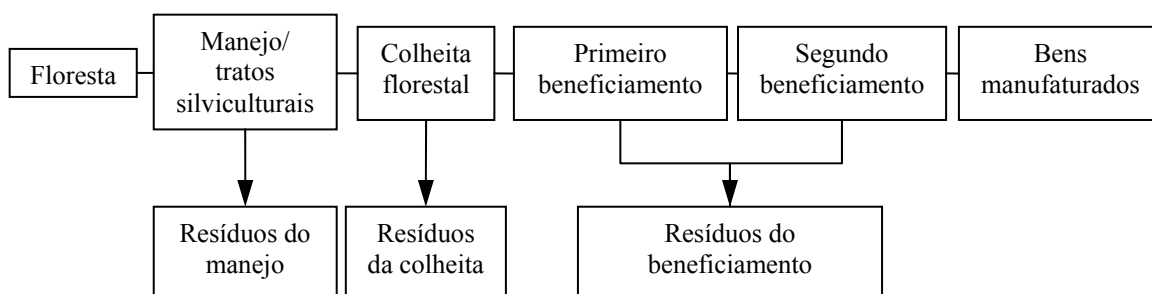 Floresta
Manejo/
tratos
silviculturais
Colheita
florestal
Primeiro
beneficiamento
Segundo
beneficiamento
Bens
manufaturados
Resíduos do
manejo
Resíduos
da colheita
Resíduos do
beneficiamento